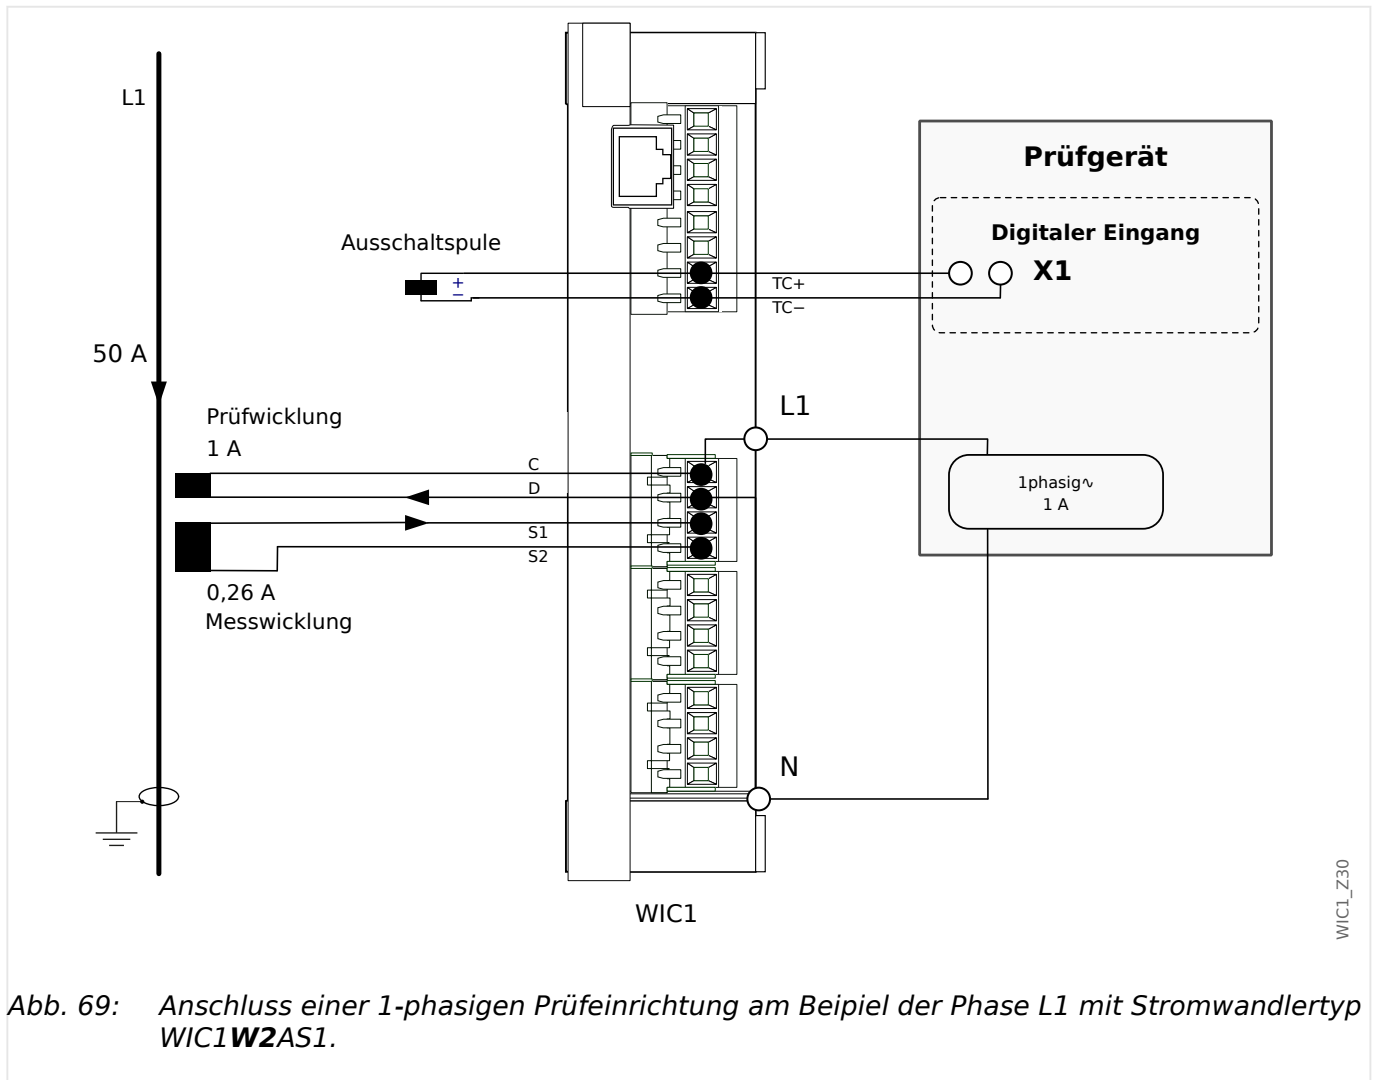 L1
Prüfgerät
Digitaler Eingang
X1
Ausschaltspule
+
−
TC+
TC−
50 A
L1
Prüfwicklung
1 A
C
D
S1
S2
1phasig∿
1 A
0,26 A
Messwicklung
N
WIC1
WIC1_Z30
Abb. 69: Anschluss einer 1-phasigen Prüfeinrichtung am Beipiel der Phase L1 mit Stromwandlertyp
WIC1W2AS1.